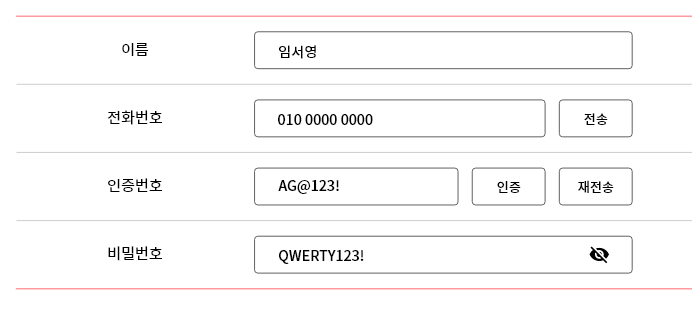 이름 임서영
전화번호 010 0000 0000 전송
인증번호 AG@123! 인증 재전송
비밀번호 QWERTY123!